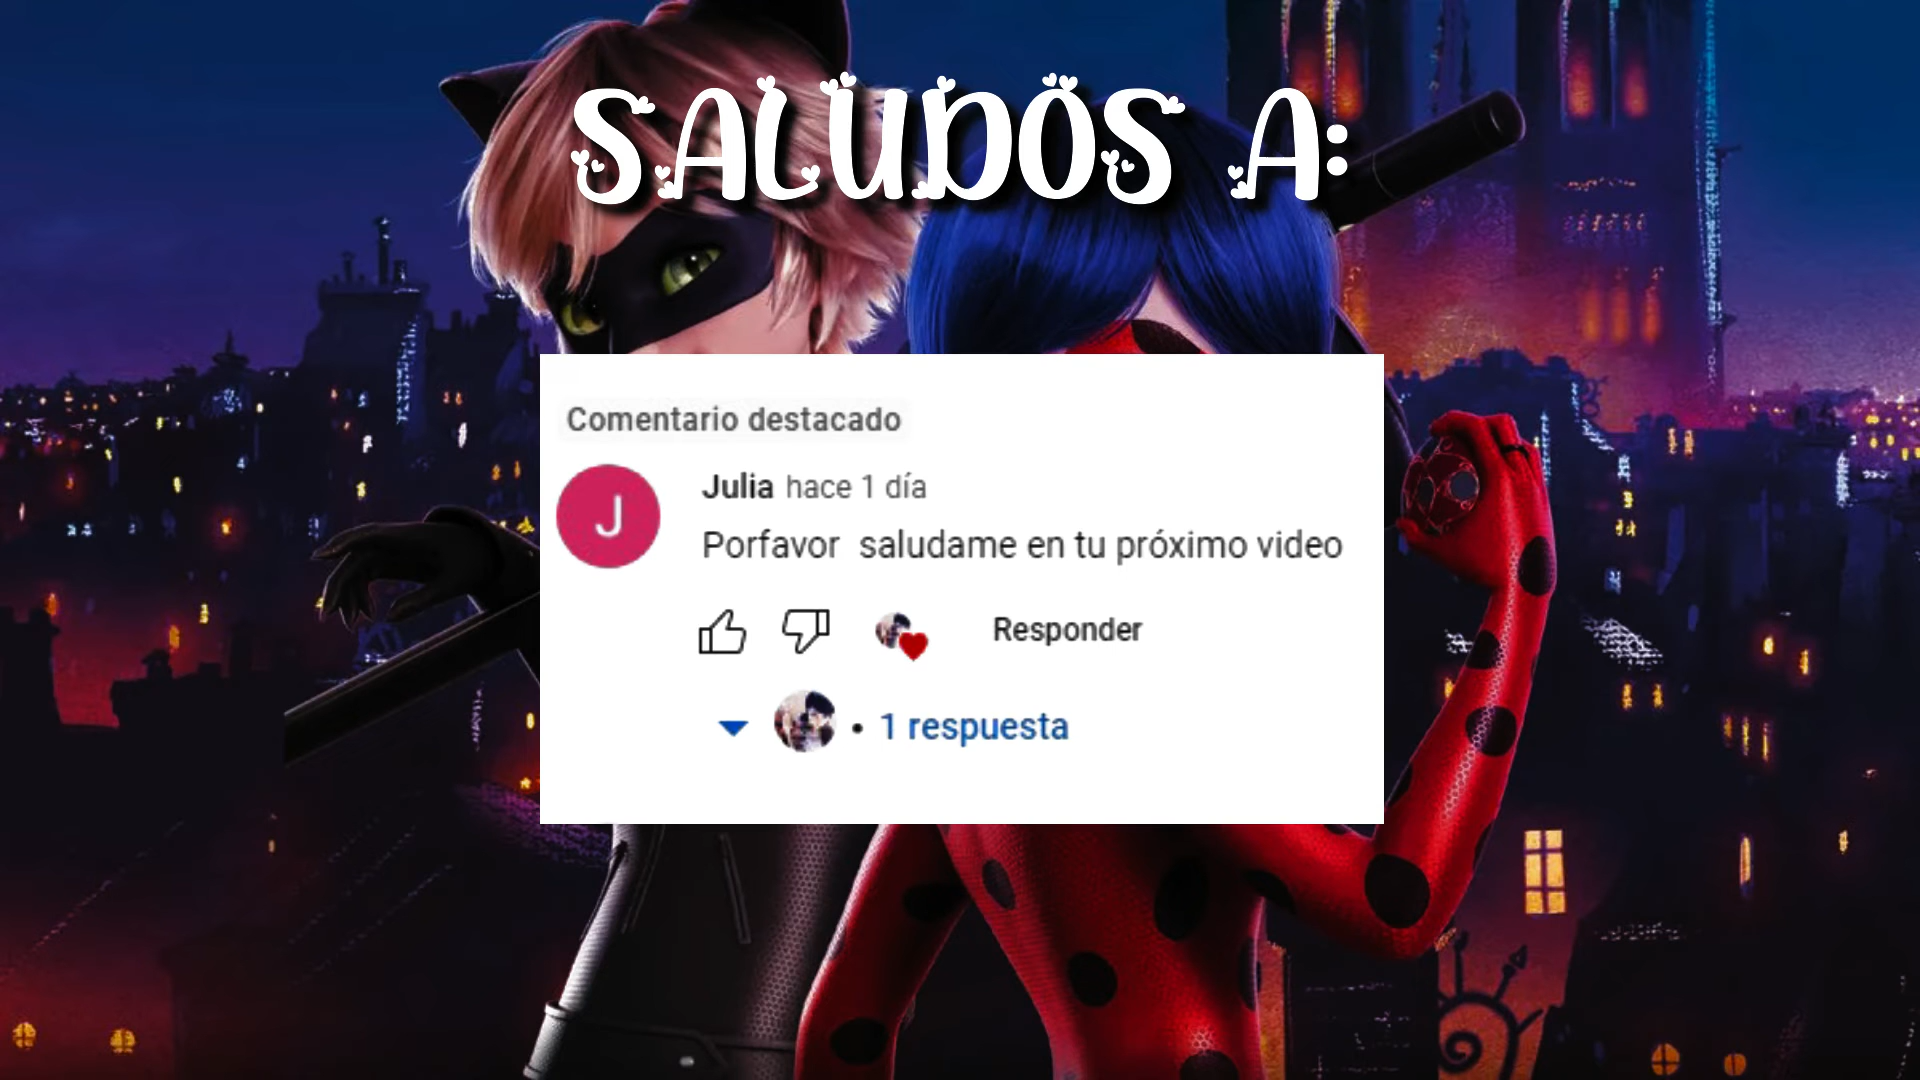 SALUDOS A:
Comentario destacado
J
Julia hace 1 día
Porfavor  saludame en tu próximo video
Responder
• 1 respuesta